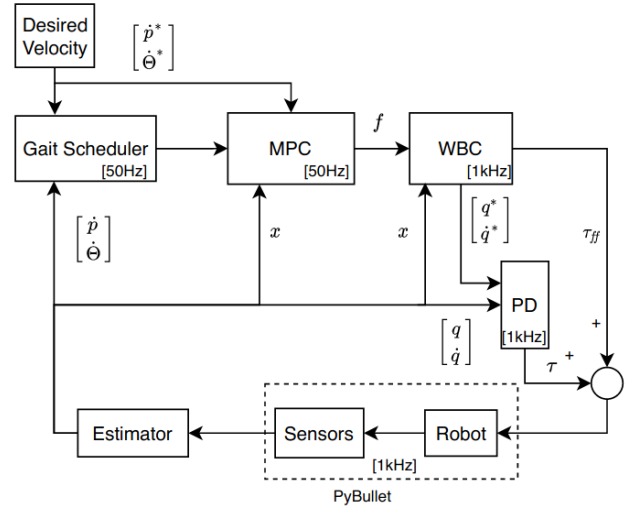 Desired
Velocity
ṗ*
Θ̇*
Gait Scheduler
[50Hz]
MPC
[50Hz]
f
WBC
[1kHz]
ṗ
Θ̇
x
x
q*
q̇*
τff
PD
[1kHz]
q
q̇
+
+
τ
Estimator
Sensors
Robot
[1kHz]
PyBullet